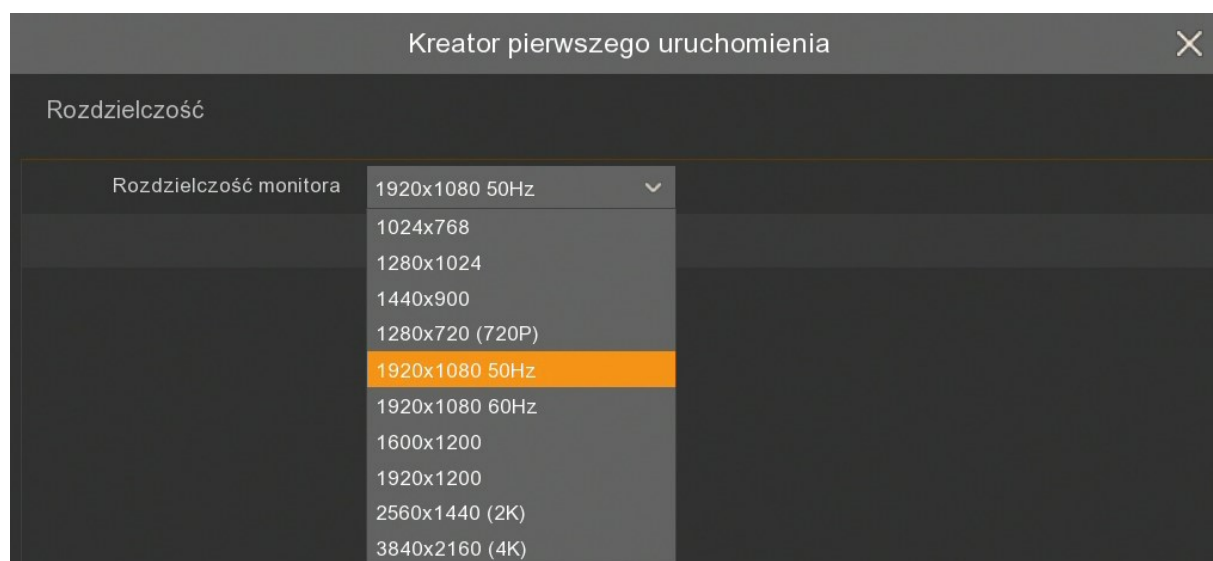 Kreator pierwszego uruchomienia
Rozdzielczość
Rozdzielczość monitora 1920x1080 50Hz
1024x768
1280x1024
1440x900
1280x720 (720P)
1920x1080 50Hz
1920x1080 60Hz
1600x1200
1920x1200
2560x1440 (2K)
3840x2160 (4K)